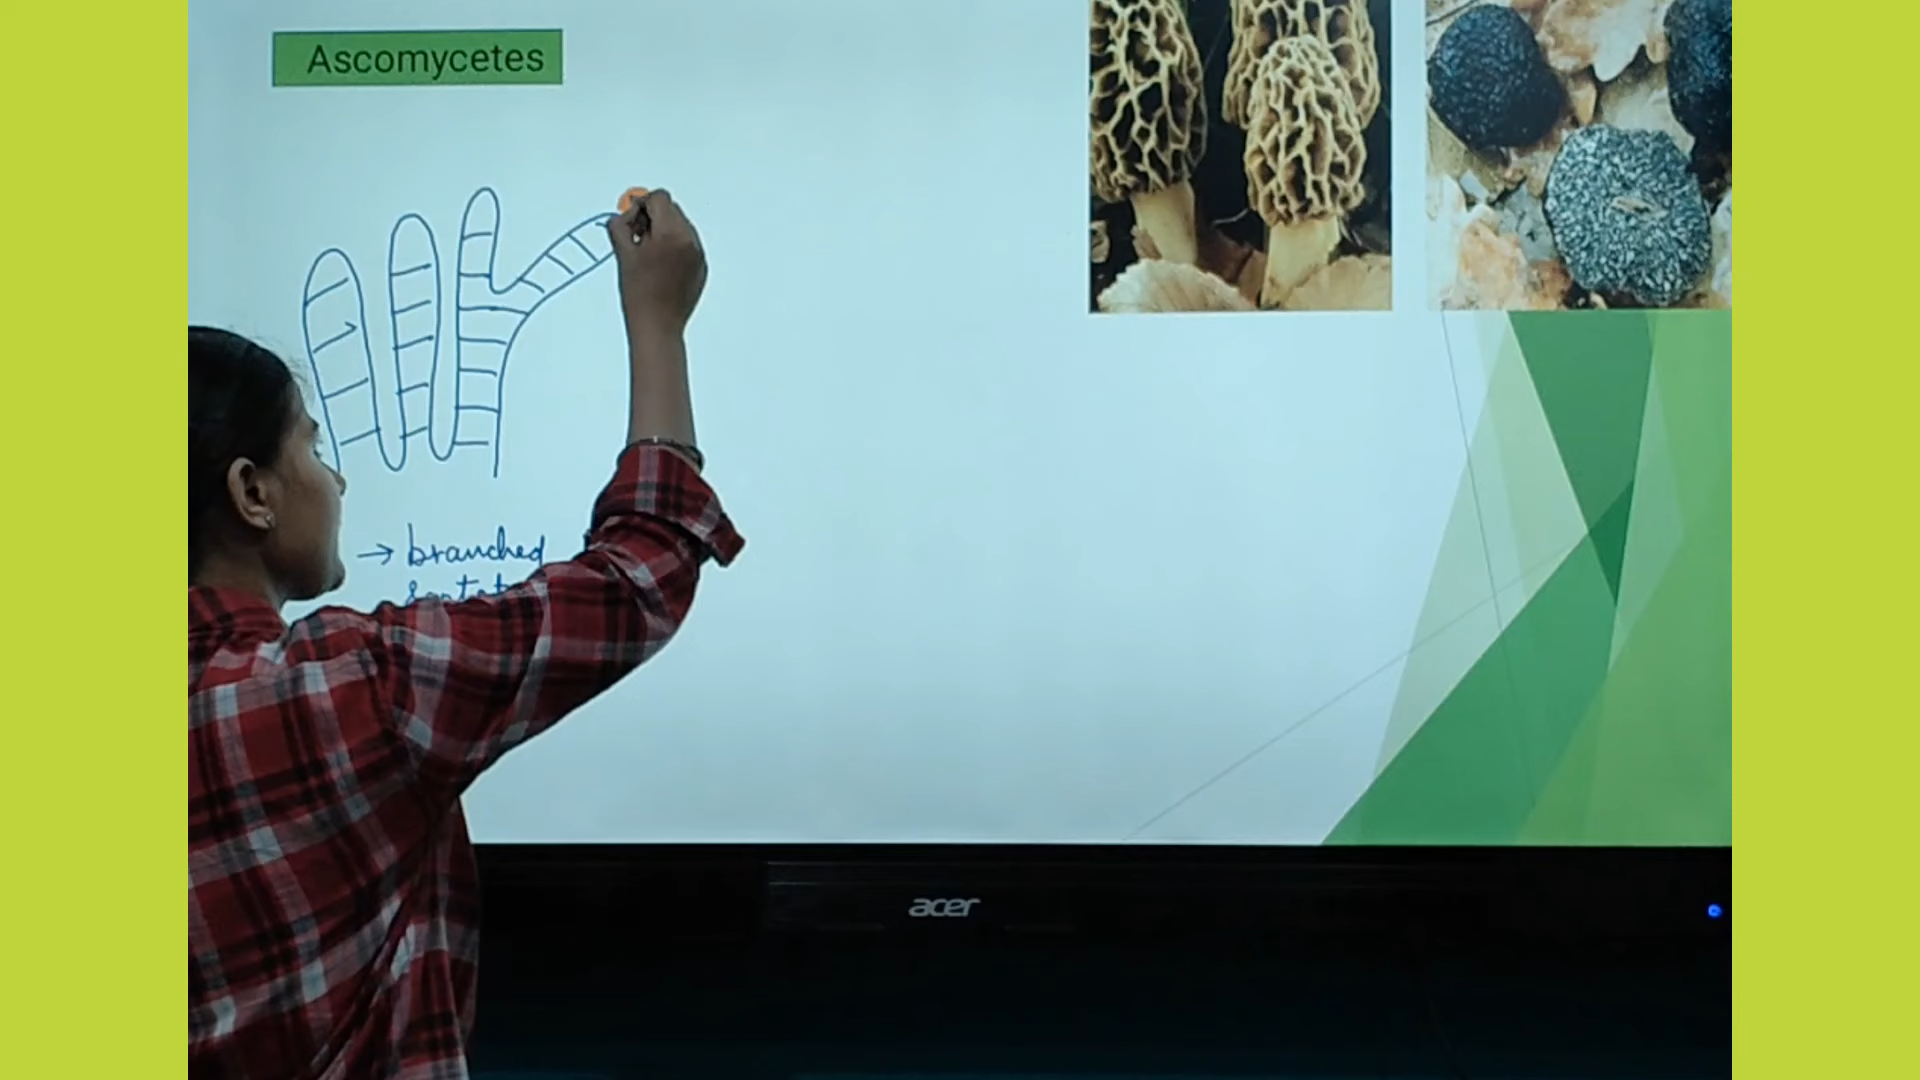 Ascomycetes
→ branched
acer